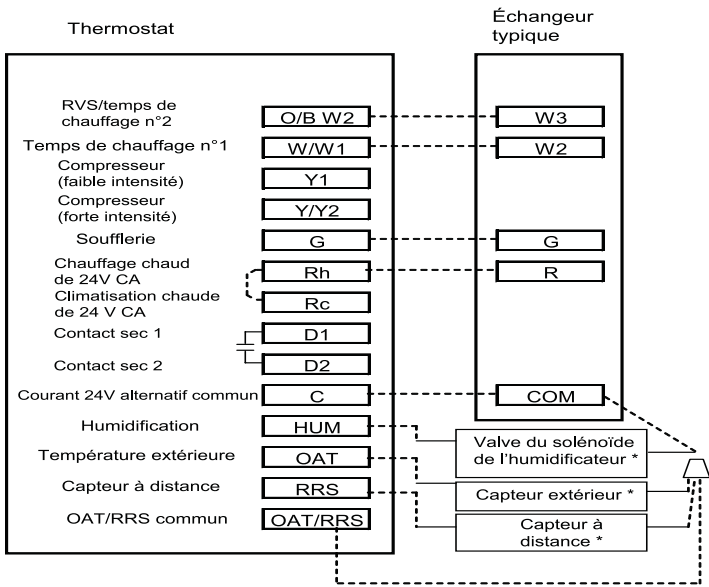 Thermostat
Échangeur
typique
RVS/temps de
chauffage n°2
O/B W2
W3
Temps de chauffage n°1
W/W1
W2
Compresseur
(faible intensité)
Y1
Compresseur
(forte intensité)
Y/Y2
Soufflerie
G
G
Chauffage chaud
de 24V CA
Rh
R
Climatisation chaude
de 24 V CA
Rc
Contact sec 1
D1
Contact sec 2
D2
Courant 24V alternatif commun
C
COM
Humidification
HUM
Valve du solénoïde
de l'humidificateur *
Température extérieure
OAT
Capteur extérieur *
Capteur à distance
RRS
Capteur à
distance *
OAT/RRS commun
OAT/RRS